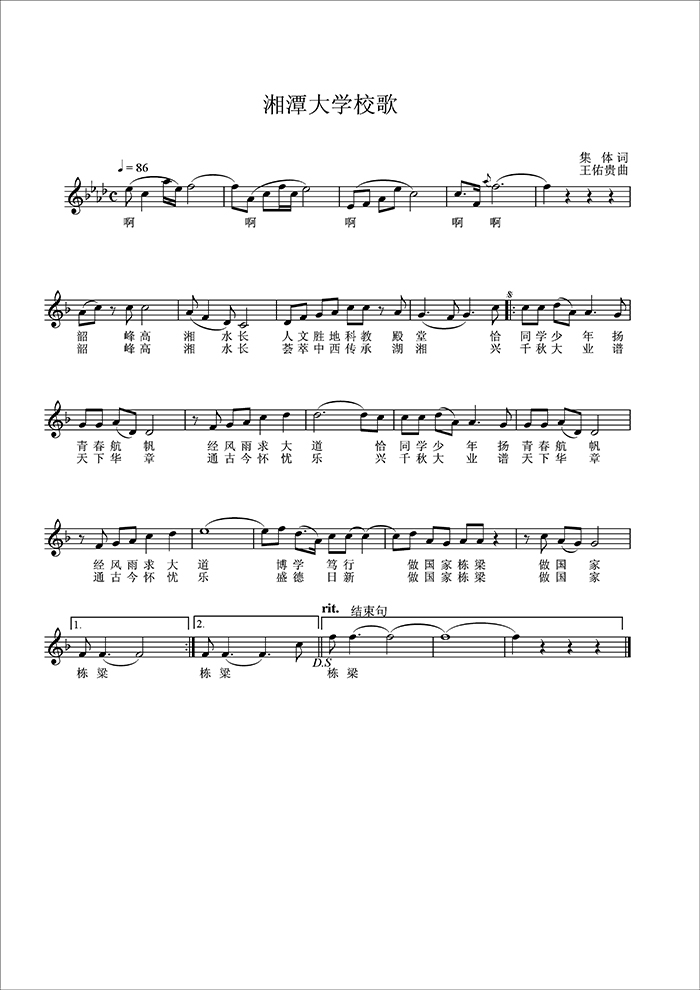 湘潭大学校歌
♩= 86
集 体 词
王佑贵 曲
啊 啊 啊 啊 啊
韶 峰 高 湘 水 长 人 文 胜 地 科 教 殿 堂 恰 同 学 少 年 扬
韶 峰 高 湘 水 长 荟 萃 中 西 传 承 湖 湘 兴 千 秋 大 业 谱
青 春 航 帆 经 风 雨 求 大 道 恰 同 学 少 年 扬 青 春 航 帆
天 下 华 章 通 古 今 怀 忧 乐 兴 千 秋 大 业 谱 天 下 华 章
经 风 雨 求 大 道 博 学 笃 行 做 国 家 栋 梁 做 国 家
通 古 今 怀 忧 乐 盛 德 日 新 做 国 家 栋 梁 做 国 家
rit. 结束句
1. 2.
D.S
栋 梁 栋 梁 栋 梁